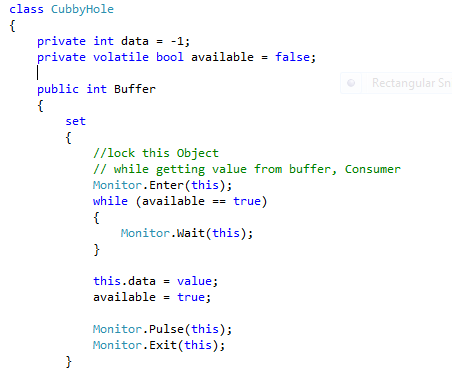 class CubbyHole
{
    private int data = -1;
    private volatile bool available = false;
    public int Buffer
    {
        set
        {
            //lock this Object
            // while getting value from buffer, Consumer
            Monitor.Enter(this);
            while (available == true)
            {
                Monitor.Wait(this);
            }
            this.data = value;
            available = true;
            Monitor.Pulse(this);
            Monitor.Exit(this);
        }
Rectangular Sn